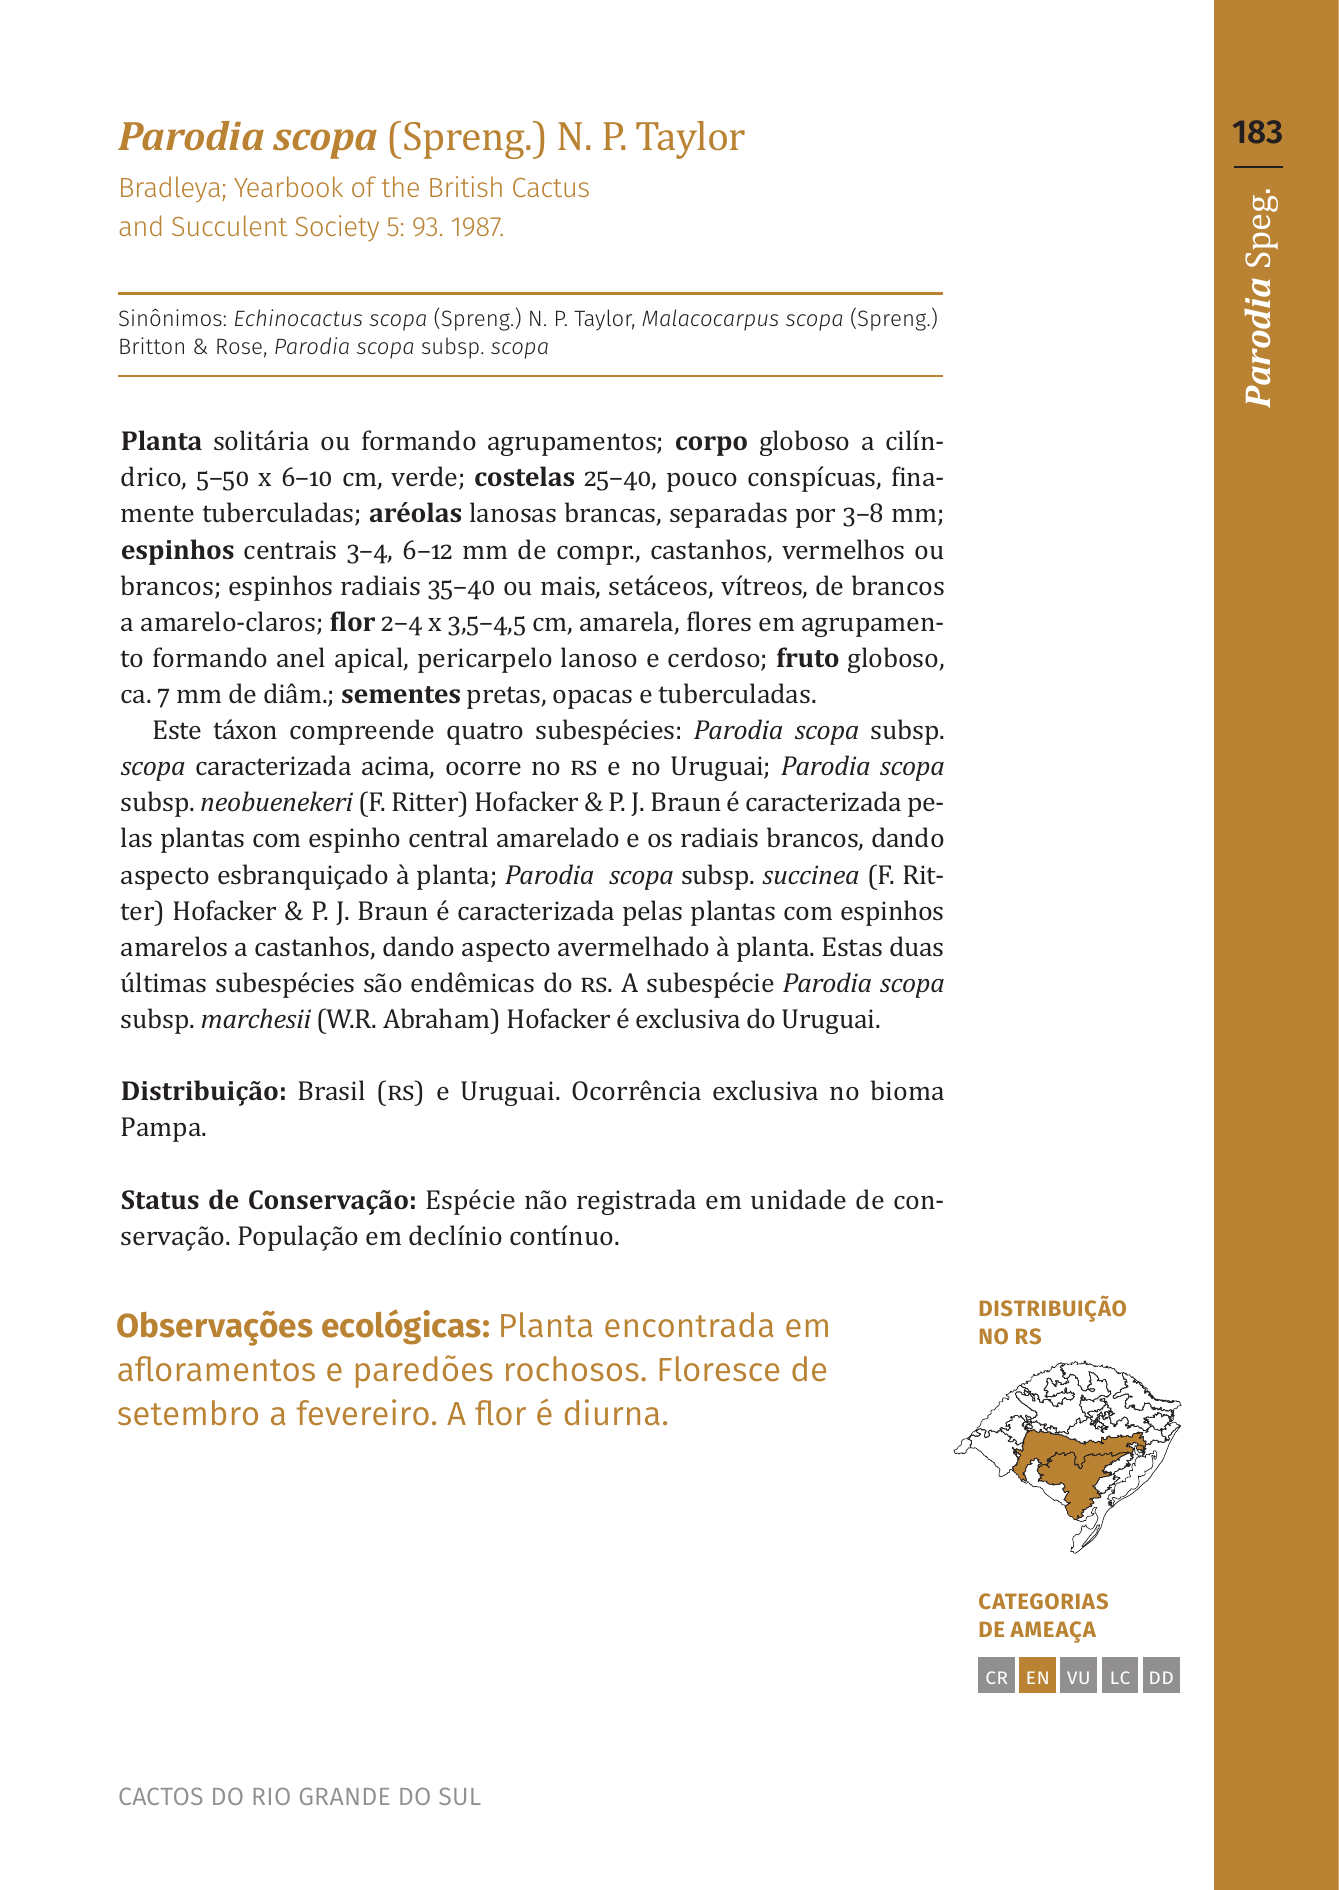 Parodia scopa (Spreng.) N. P. Taylor
Bradleya; Yearbook of the British Cactus
and Succulent Society 5: 93. 1987.
Sinônimos: Echinocactus scopa (Spreng.) N. P. Taylor, Malacocarpus scopa (Spreng.)
Britton & Rose, Parodia scopa subsp. scopa
Planta solitária ou formando agrupamentos; corpo globoso a cilín-
drico, 5–50 x 6–10 cm, verde; costelas 25–40, pouco conspícuas, fina-
mente tuberculadas; aréolas lanosas brancas, separadas por 3–8 mm;
espinhos centrais 3–4, 6–12 mm de compr., castanhos, vermelhos ou
brancos; espinhos radiais 35–40 ou mais, setáceos, vítreos, de brancos
a amarelo-claros; flor 2–4 x 3,5–4,5 cm, amarela, flores em agrupamen-
to formando anel apical, pericarpelo lanoso e cerdoso; fruto globoso,
ca. 7 mm de diâm.; sementes pretas, opacas e tuberculadas.
Este táxon compreende quatro subespécies: Parodia scopa subsp.
scopa caracterizada acima, ocorre no RS e no Uruguai; Parodia scopa
subsp. neobuenekeri (F. Ritter) Hofacker & P. J. Braun é caracterizada pe-
las plantas com espinho central amarelado e os radiais brancos, dando
aspecto esbranquiçado à planta; Parodia scopa subsp. succinea (F. Rit-
ter) Hofacker & P. J. Braun é caracterizada pelas plantas com espinhos
amarelos a castanhos, dando aspecto avermelhado à planta. Estas duas
últimas subespécies são endêmicas do RS. A subespécie Parodia scopa
subsp. marchesii (W.R. Abraham) Hofacker é exclusiva do Uruguai.
Distribuição: Brasil (RS) e Uruguai. Ocorrência exclusiva no bioma
Pampa.
Status de Conservação: Espécie não registrada em unidade de con-
servação. População em declínio contínuo.
Observações ecológicas: Planta encontrada em
afloramentos e paredões rochosos. Floresce de
setembro a fevereiro. A flor é diurna.
DISTRIBUIÇÃO
NO RS
CATEGORIAS
DE AMEAÇA
CR EN VU LC DD
CACTOS DO RIO GRANDE DO SUL
183
Parodia Speg.